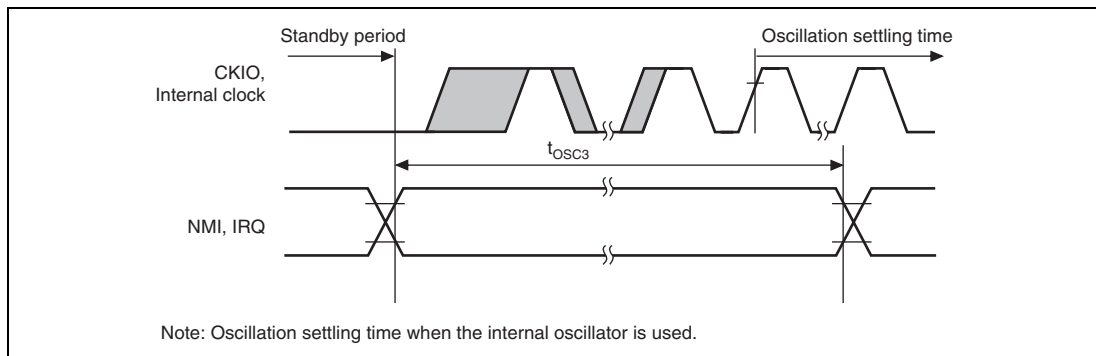 Standby period
Oscillation settling time
CKIO,
Internal clock
tOSC3
NMI, IRQ
Note: Oscillation settling time when the internal oscillator is used.